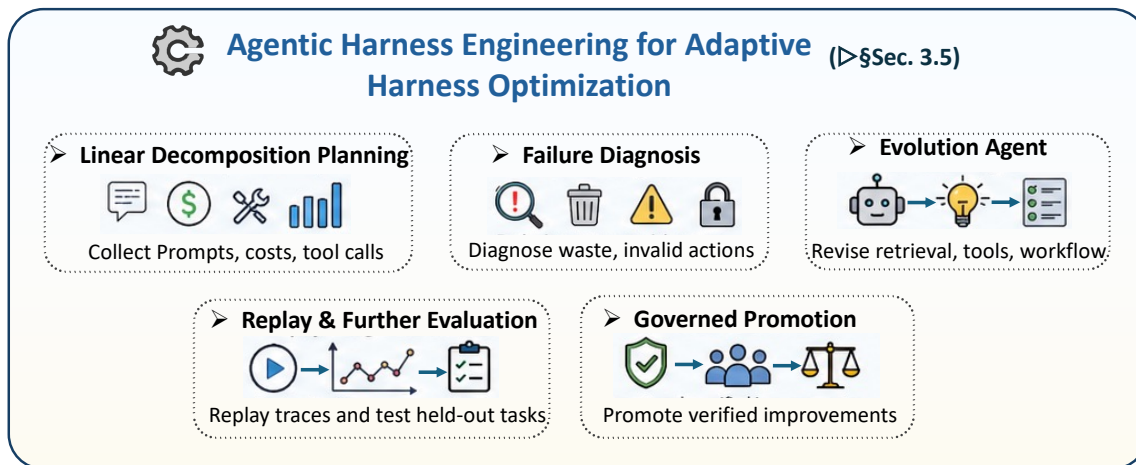 Agentic Harness Engineering for Adaptive (▷§Sec. 3.5)
Harness Optimization
➢ Linear Decomposition Planning
Collect Prompts, costs, tool calls
➢ Failure Diagnosis
Diagnose waste, invalid actions
➢ Evolution Agent
Revise retrieval, tools, workflow
➢ Replay & Further Evaluation
Replay traces and test held-out tasks
➢ Governed Promotion
Promote verified improvements